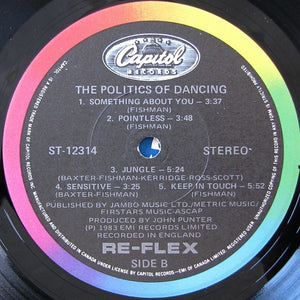 Capitol
RECORDS
THE POLITICS OF DANCING
1. SOMETHING ABOUT YOU – 3:37
(FISHMAN)
2. POINTLESS – 3:48
(FISHMAN)
ST-12314 STEREO
3. JUNGLE – 5:24
(BAXTER-FISHMAN-KERRIDGE-ROSS-SCOTT)
4. SENSITIVE – 3:25 5. KEEP IN TOUCH – 5:52
(FISHMAN) (FISHMAN)
PUBLISHED BY JAMBO MUSIC LTD./METRIC MUSIC/
FIRSTARS MUSIC-ASCAP
PRODUCED BY JOHN PUNTER
℗ 1983 EMI RECORDS LIMITED
RECORDED IN ENGLAND
RE-FLEX
SIDE B